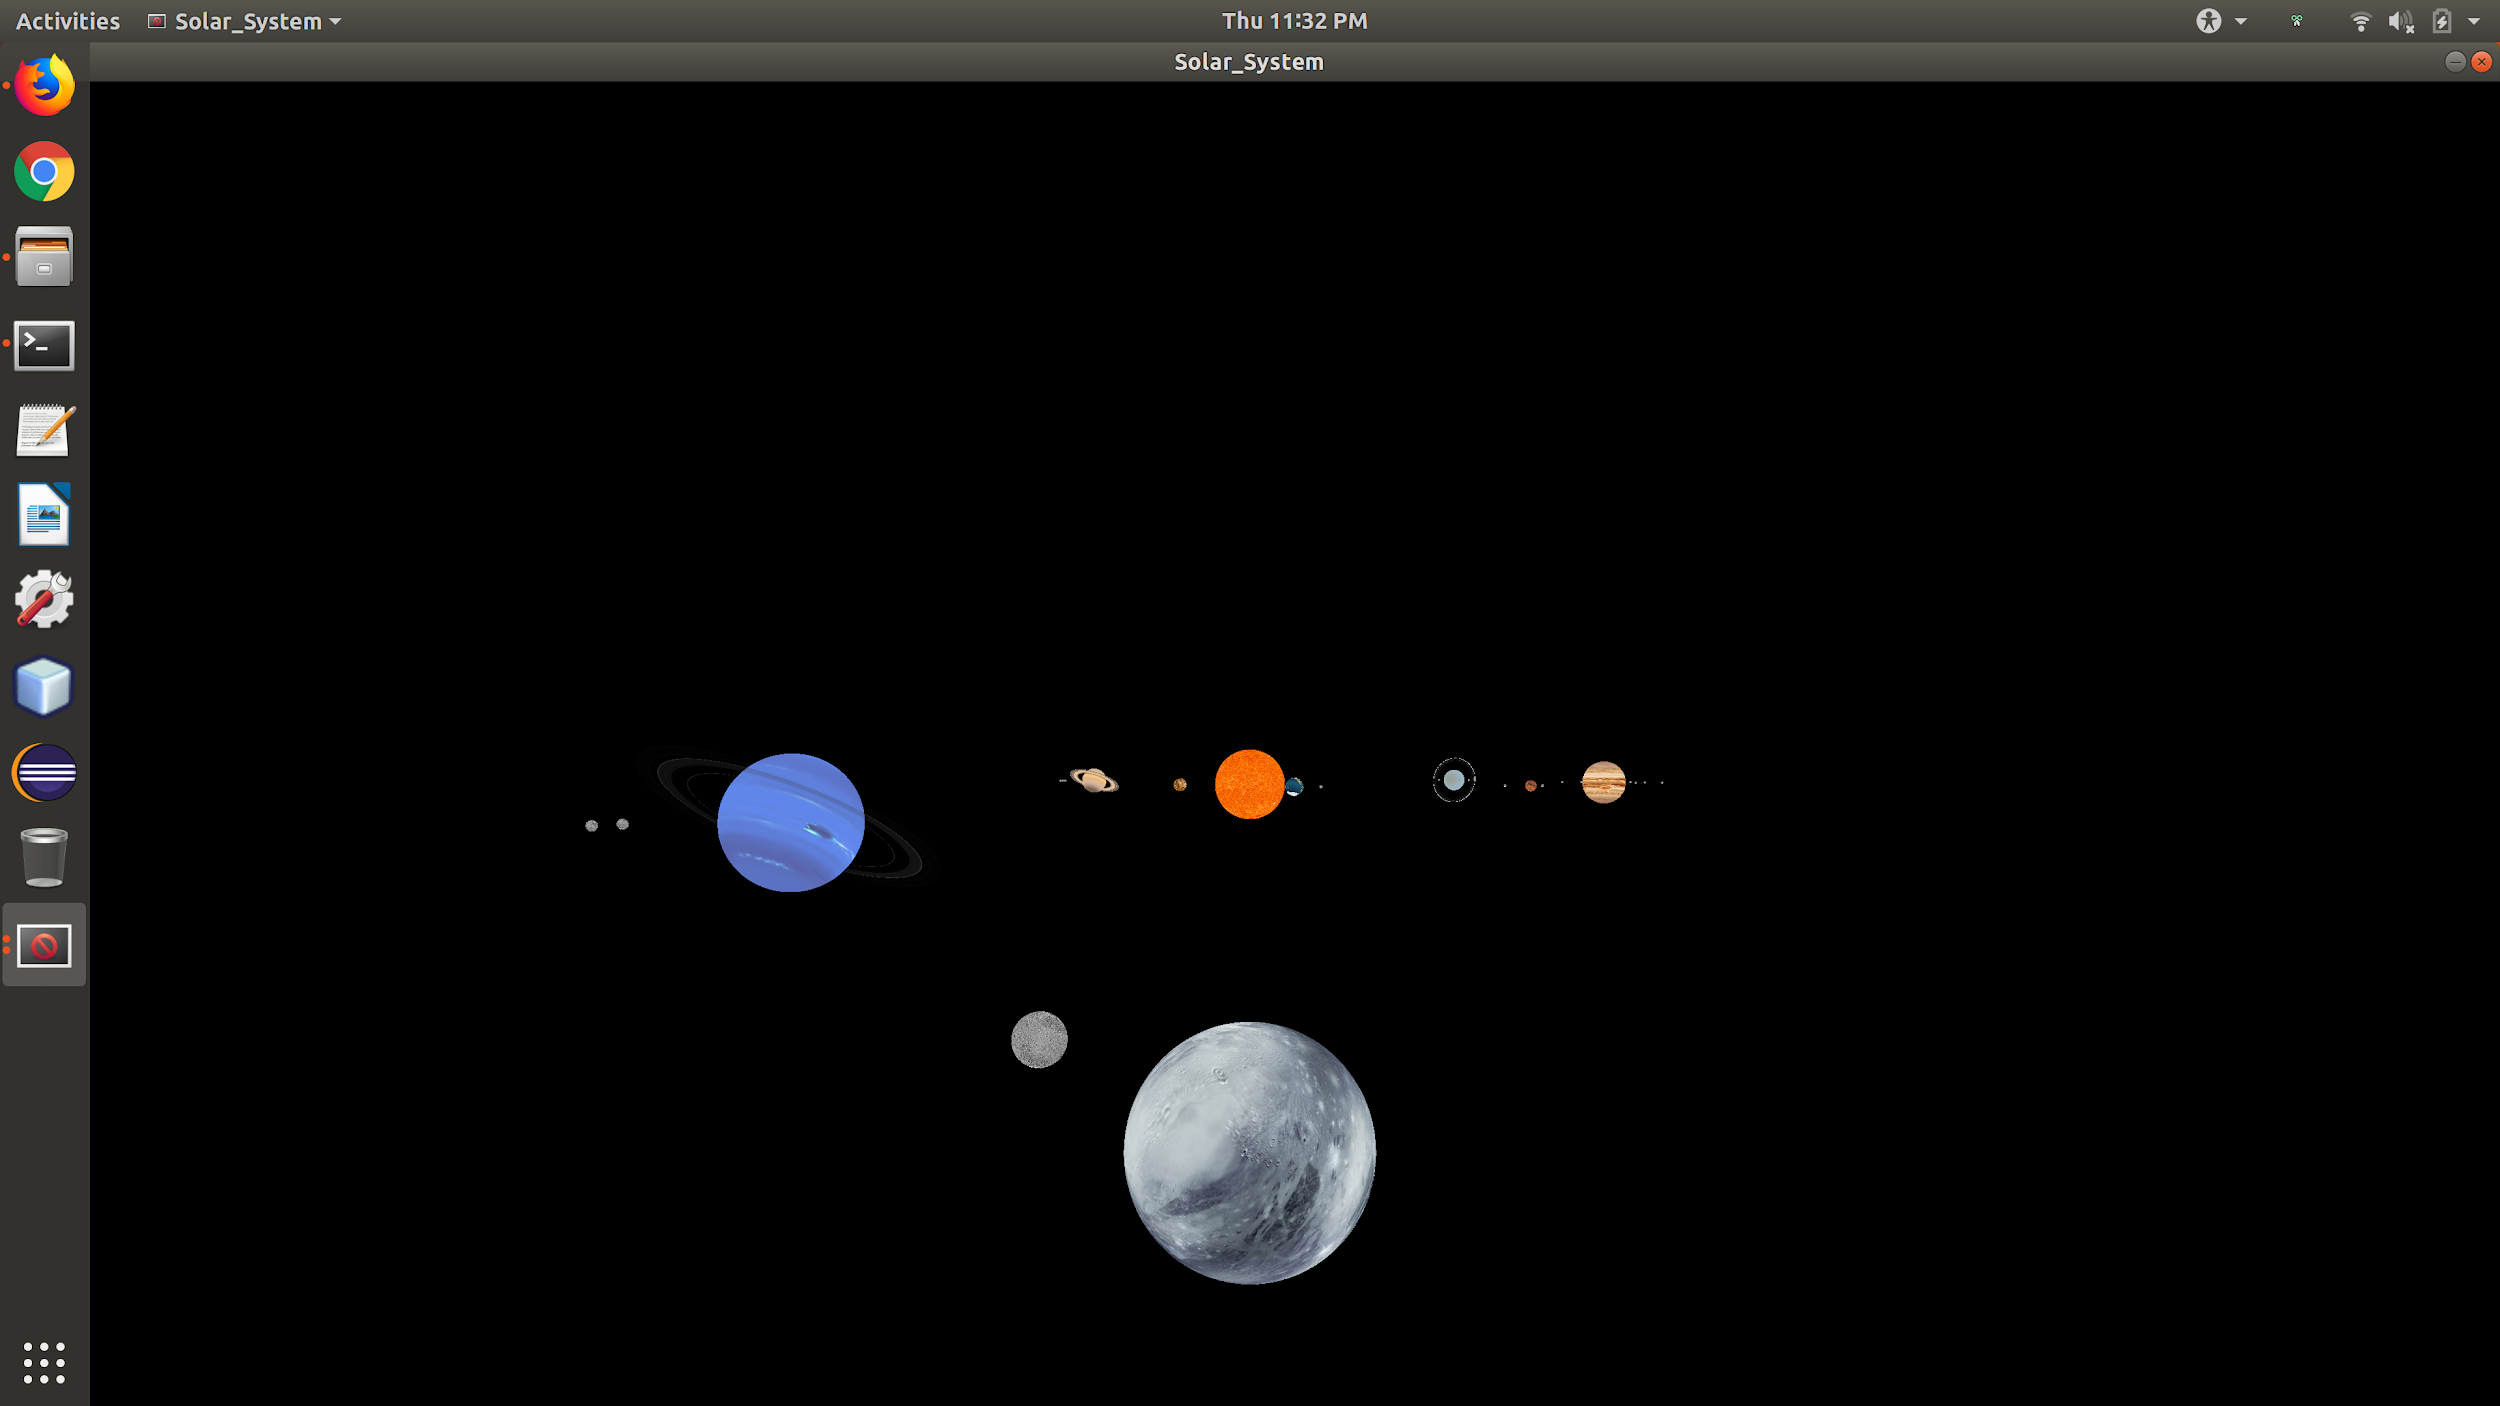 Activities
Solar_System
Thu 11:32 PM
Solar_System